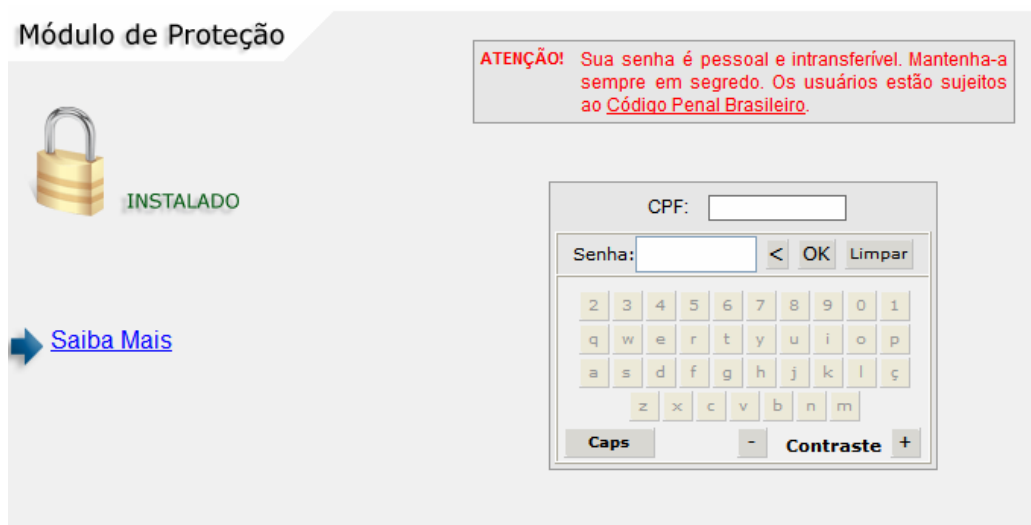 Módulo de Proteção
ATENÇÃO! Sua senha é pessoal e intransferível. Mantenha-a
sempre em segredo. Os usuários estão sujeitos
ao Código Penal Brasileiro.
INSTALADO
CPF:
Senha: < OK Limpar
2 3 4 5 6 7 8 9 0 1
q w e r t y u i o p
a s d f g h j k l ç
z x c v b n m
Caps - Contraste +
Saiba Mais